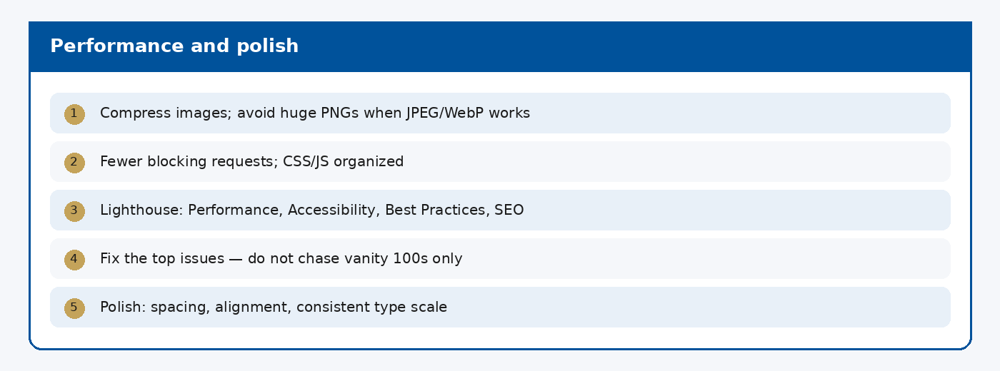 Performance and polish
1 Compress images; avoid huge PNGs when JPEG/WebP works
2 Fewer blocking requests; CSS/JS organized
3 Lighthouse: Performance, Accessibility, Best Practices, SEO
4 Fix the top issues — do not chase vanity 100s only
5 Polish: spacing, alignment, consistent type scale